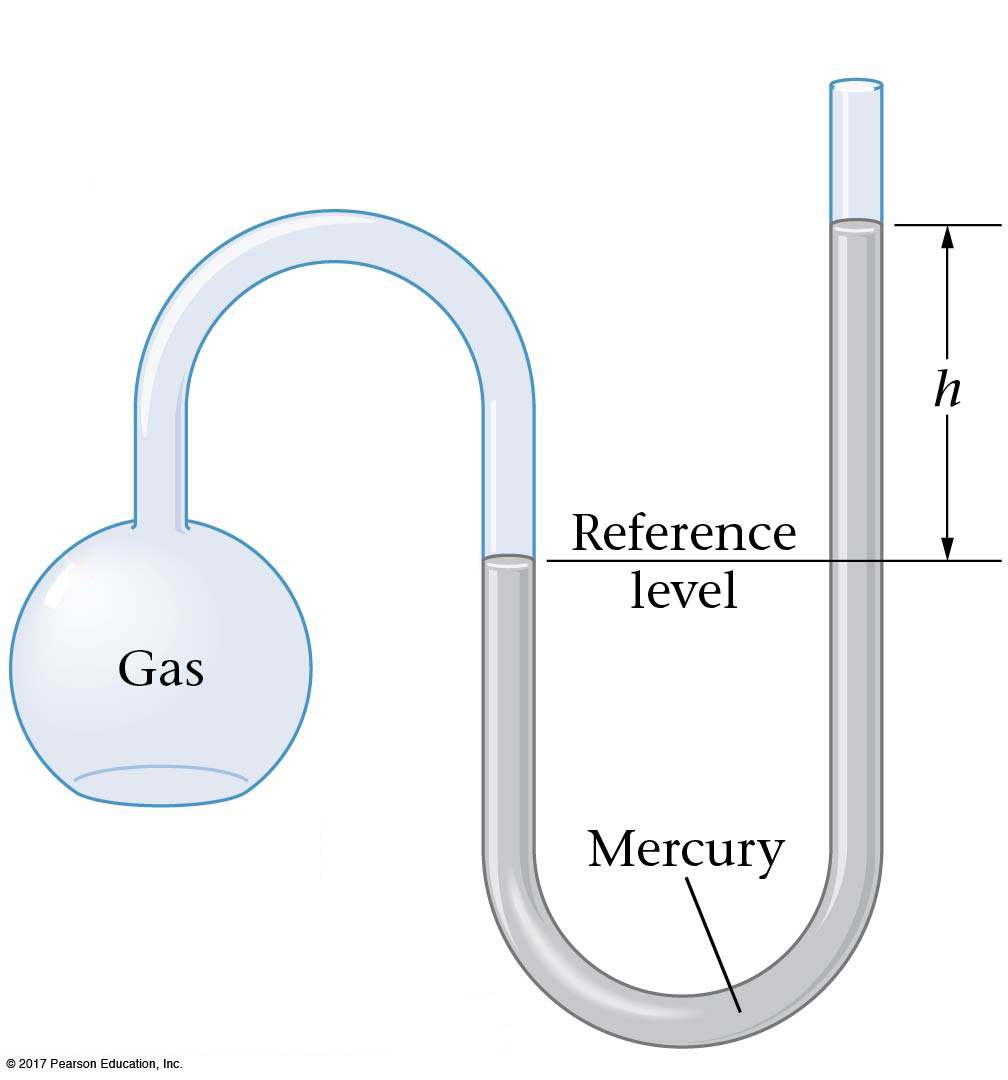 h
Reference
level
Gas
Mercury
© 2017 Pearson Education, Inc.